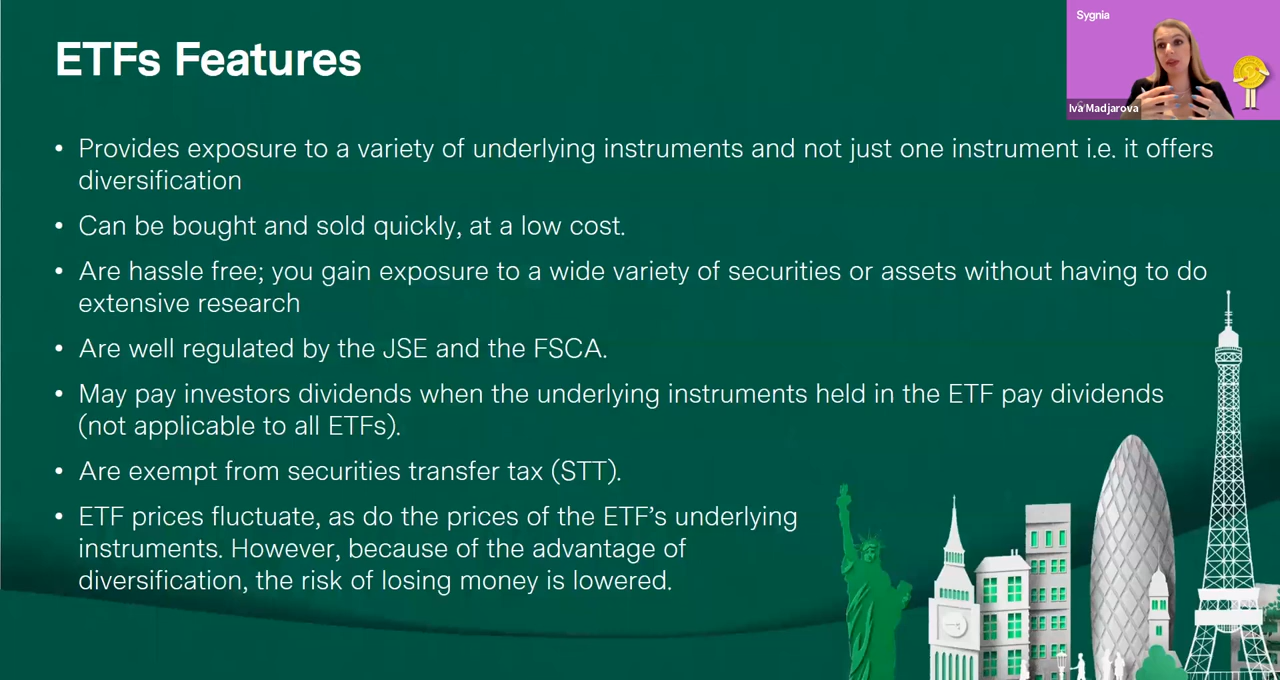 Sygnia
Iva Madjarova
ETFs Features
• Provides exposure to a variety of underlying instruments and not just one instrument i.e. it offers
diversification
• Can be bought and sold quickly, at a low cost.
• Are hassle free; you gain exposure to a wide variety of securities or assets without having to do
extensive research
• Are well regulated by the JSE and the FSCA.
• May pay investors dividends when the underlying instruments held in the ETF pay dividends
(not applicable to all ETFs).
• Are exempt from securities transfer tax (STT).
• ETF prices fluctuate, as do the prices of the ETF’s underlying
instruments. However, because of the advantage of
diversification, the risk of losing money is lowered.